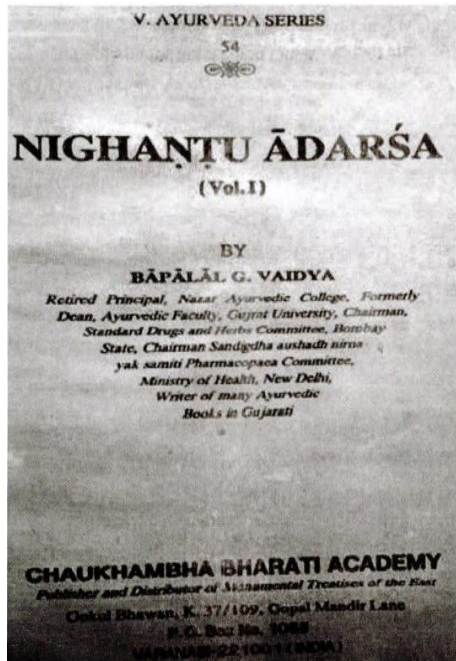 V. AYURVEDA SERIES
54
NIGHAṆṬU ĀDARŚA
(Vol. I)
BY
BĀPĀLĀL G. VAIDYA
Retired Principal, Nazar Ayurvedic College, Formerly
Dean, Ayurvedic Faculty, Gujrat University, Chairman,
Standard Drugs and Herbs Committee, Bombay
State, Chairman Sandigdha aushadh nirna
yak samiti Pharmacopaea Committee,
Ministry of Health, New Delhi,
Writer of many Ayurvedic
Books in Gujarati
CHAUKHAMBHA BHARATI ACADEMY
Publisher and Distributor of Monamental Treatises of the East
Gokul Bhawan, K. 37/109, Gopal Mandir Lane
P. O. Box No. 1065
VARANASI-221001 (INDIA)